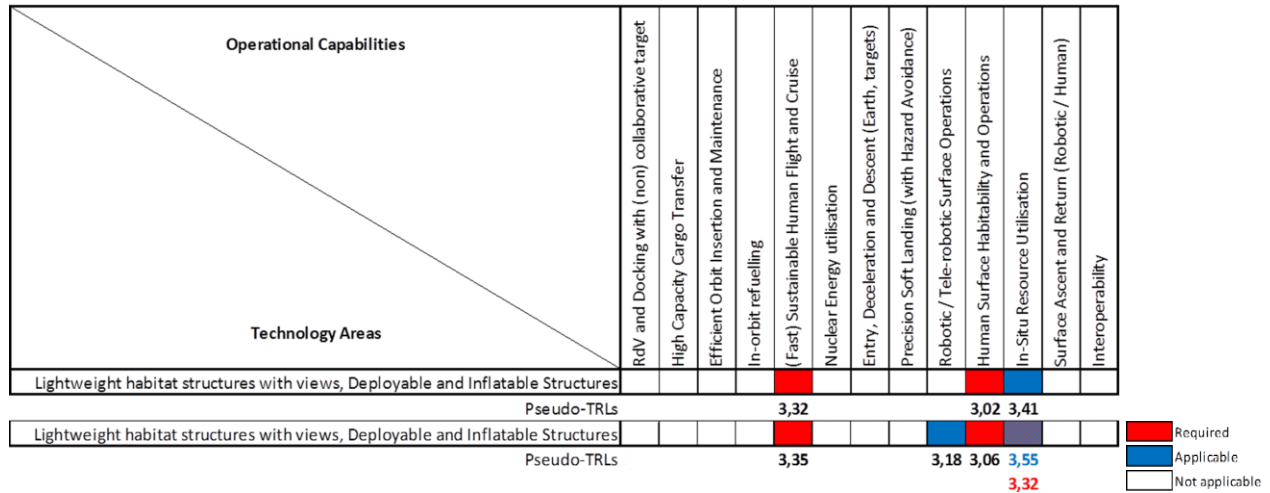 Operational Capabilities
Technology Areas
RdV and Docking with (non) collaborative target
High Capacity Cargo Transfer
Efficient Orbit Insertion and Maintenance
In-orbit refuelling
(Fast) Sustainable Human Flight and Cruise
Nuclear Energy utilisation
Entry, Deceleration and Descent (Earth, targets)
Precision Soft Landing (with Hazard Avoidance)
Robotic / Tele-robotic Surface Operations
Human Surface Habitability and Operations
In-Situ Resource Utilisation
Surface Ascent and Return (Robotic / Human)
Interoperability
Lightweight habitat structures with views, Deployable and Inflatable Structures
Pseudo-TRLs 3,32 3,02 3,41
Lightweight habitat structures with views, Deployable and Inflatable Structures
Pseudo-TRLs 3,35 3,18 3,06 3,55
3,32
Required
Applicable
Not applicable